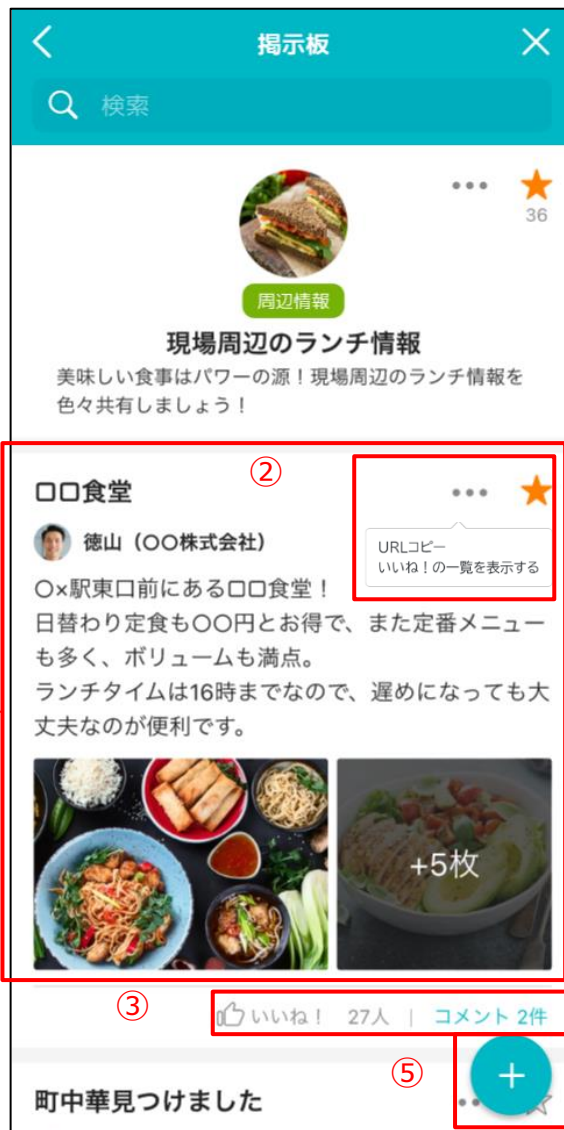 掲示板
検索
36
周辺情報
現場周辺のランチ情報
美味しい食事はパワーの源！現場周辺のランチ情報を
色々共有しましょう！
②
口口食堂
徳山（〇〇株式会社）
URLコピー
いいね！の一覧を表示する
〇×駅東口前にある口口食堂！
日替わり定食も〇〇円とお得で、また定番メニュー
も多く、ボリュームも満点。
ランチタイムは16時までなので、遅めになっても大
丈夫なのが便利です。
+5枚
③
いいね！ 27人 | コメント 2件
⑤
+
町中華見つけました